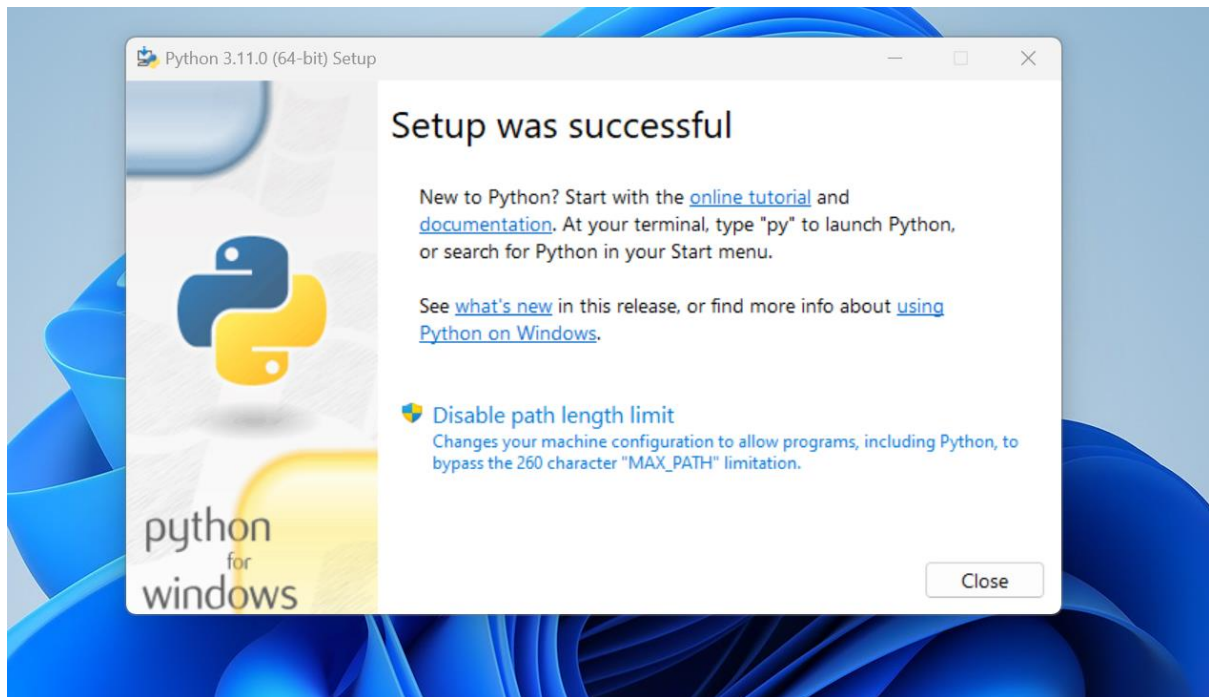 Python 3.11.0 (64-bit) Setup
Setup was successful
New to Python? Start with the online tutorial and
documentation. At your terminal, type "py" to launch Python,
or search for Python in your Start menu.
See what's new in this release, or find more info about using
Python on Windows.
Disable path length limit
Changes your machine configuration to allow programs, including Python, to
bypass the 260 character "MAX_PATH" limitation.
python
for
windows
Close